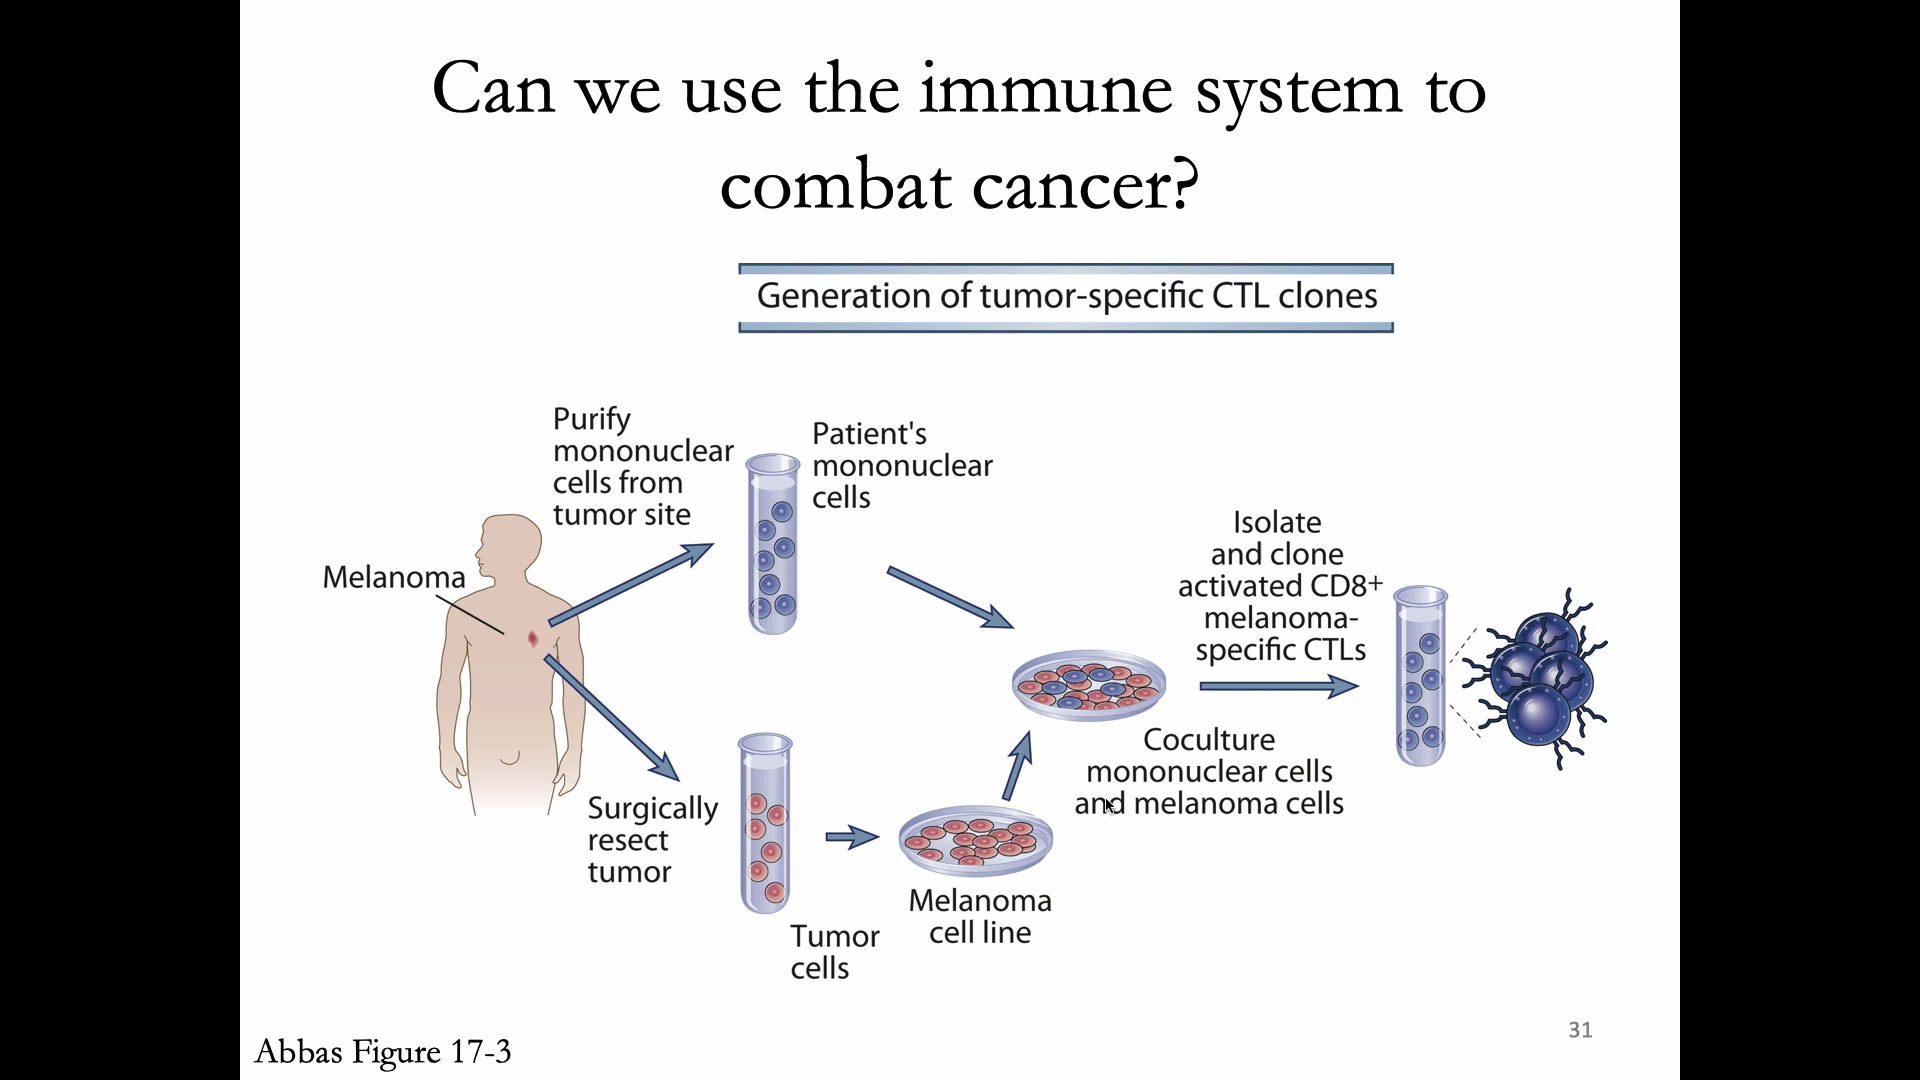 Can we use the immune system to
combat cancer?
Generation of tumor-specific CTL clones
Purify
mononuclear
cells from
tumor site
Patient's
mononuclear
cells
Melanoma
Isolate
and clone
activated CD8+
melanoma-
specific CTLs
Coculture
mononuclear cells
and melanoma cells
Surgically
resect
tumor
Tumor
cells
Melanoma
cell line
Abbas Figure 17-3
31